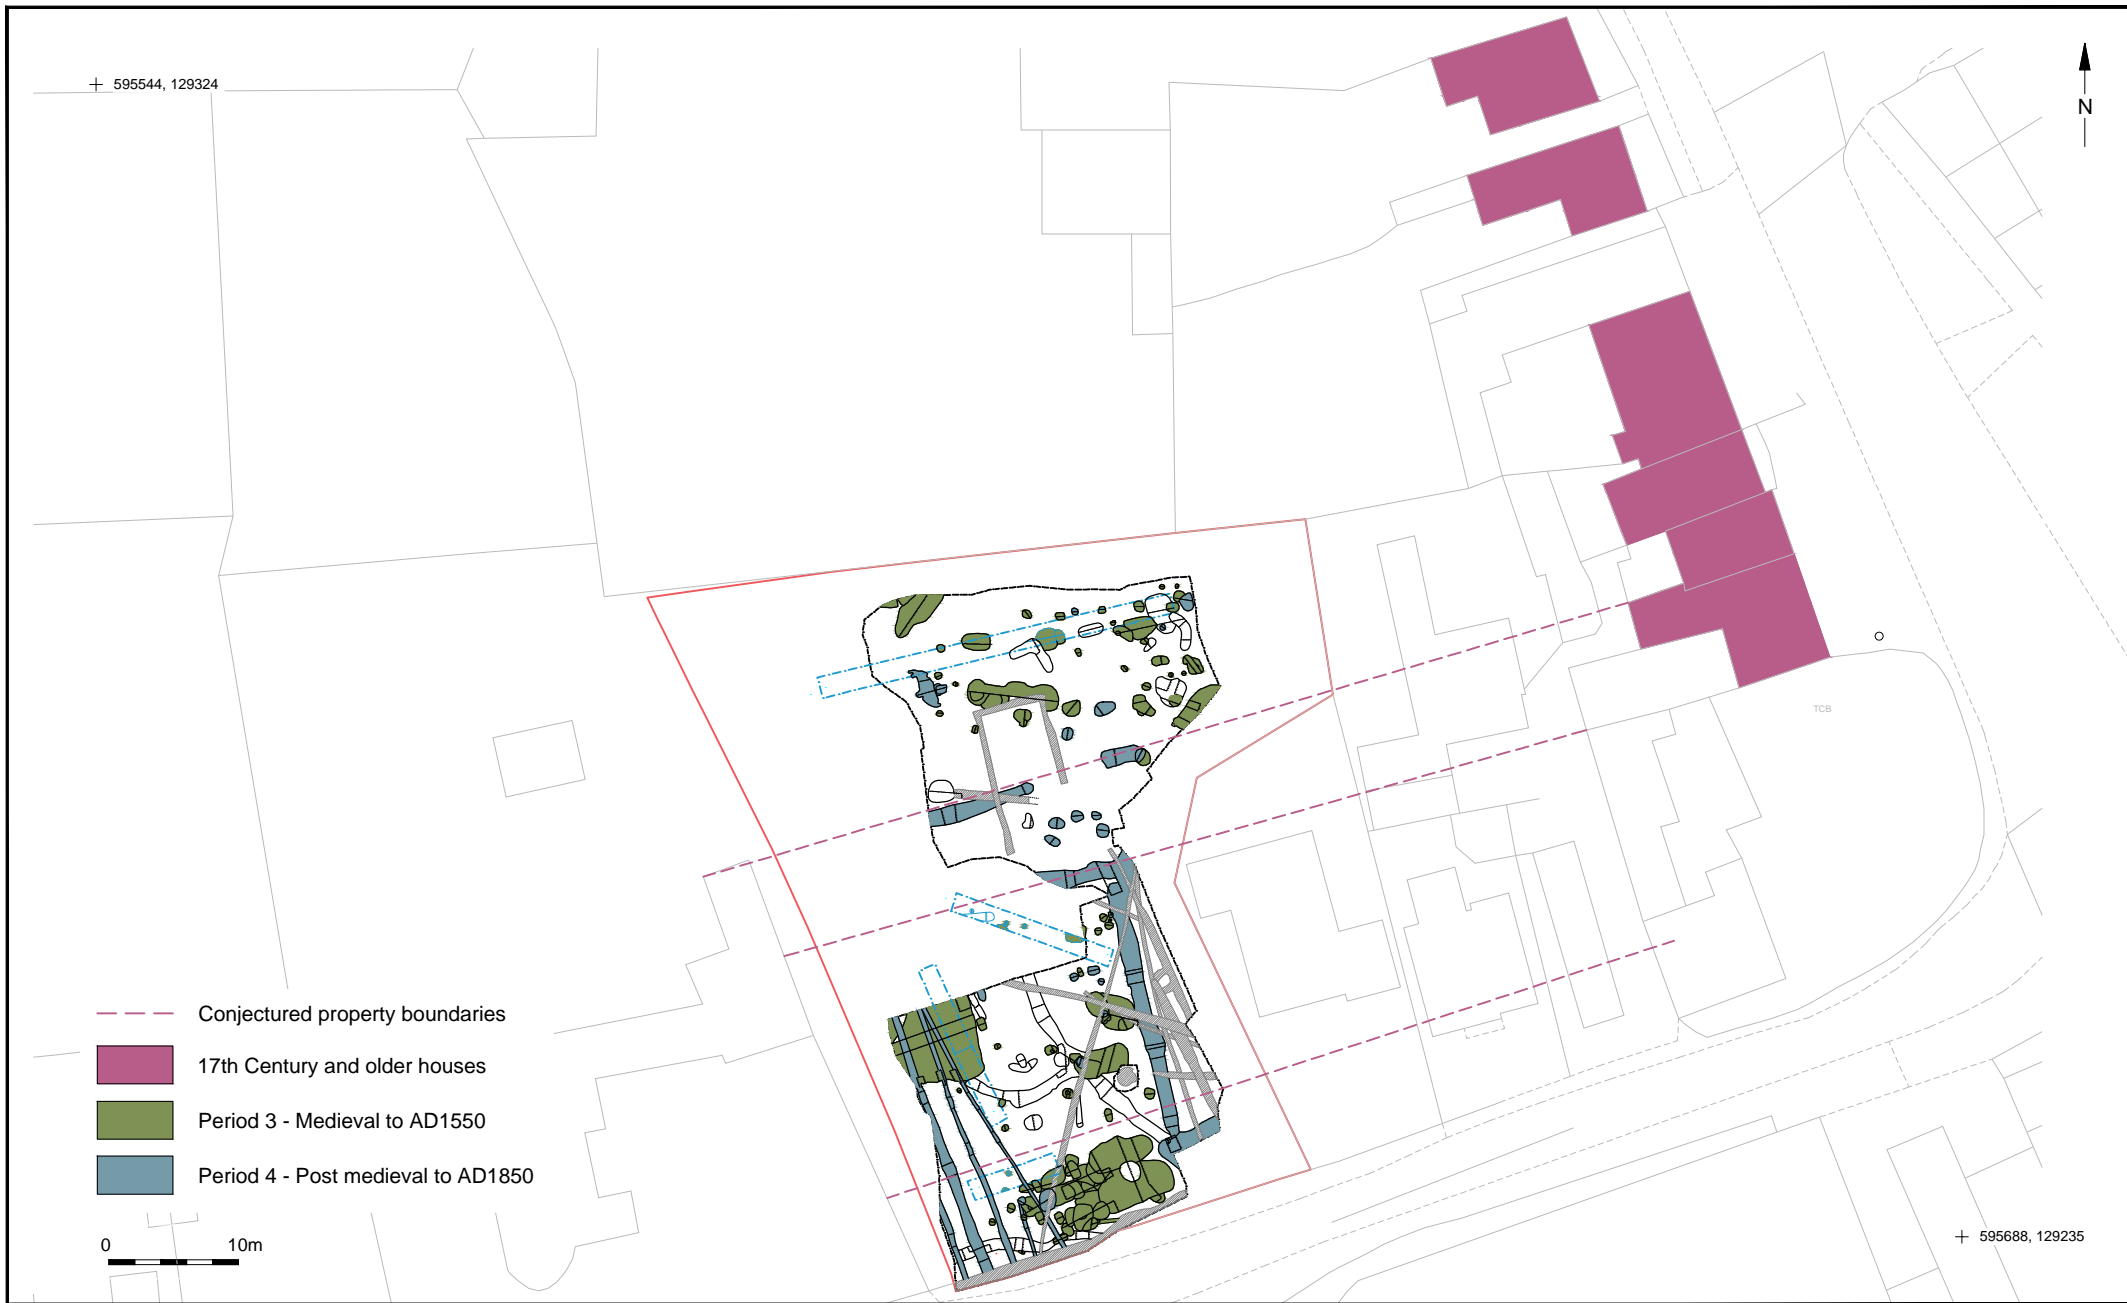 595544, 129324
N
TCB
Conjectured property boundaries
17th Century and older houses
Period 3 - Medieval to AD1550
Period 4 - Post medieval to AD1850
0 10m
595688, 129235